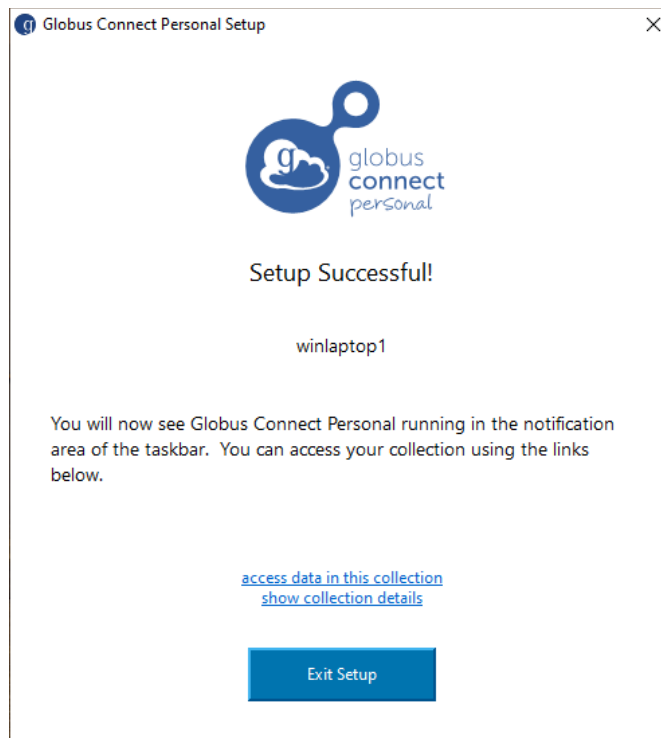 Globus Connect Personal Setup
g
globus
connect
personal
Setup Successful!
winlaptop1
You will now see Globus Connect Personal running in the notification
area of the taskbar.  You can access your collection using the links
below.
access data in this collection
show collection details
Exit Setup